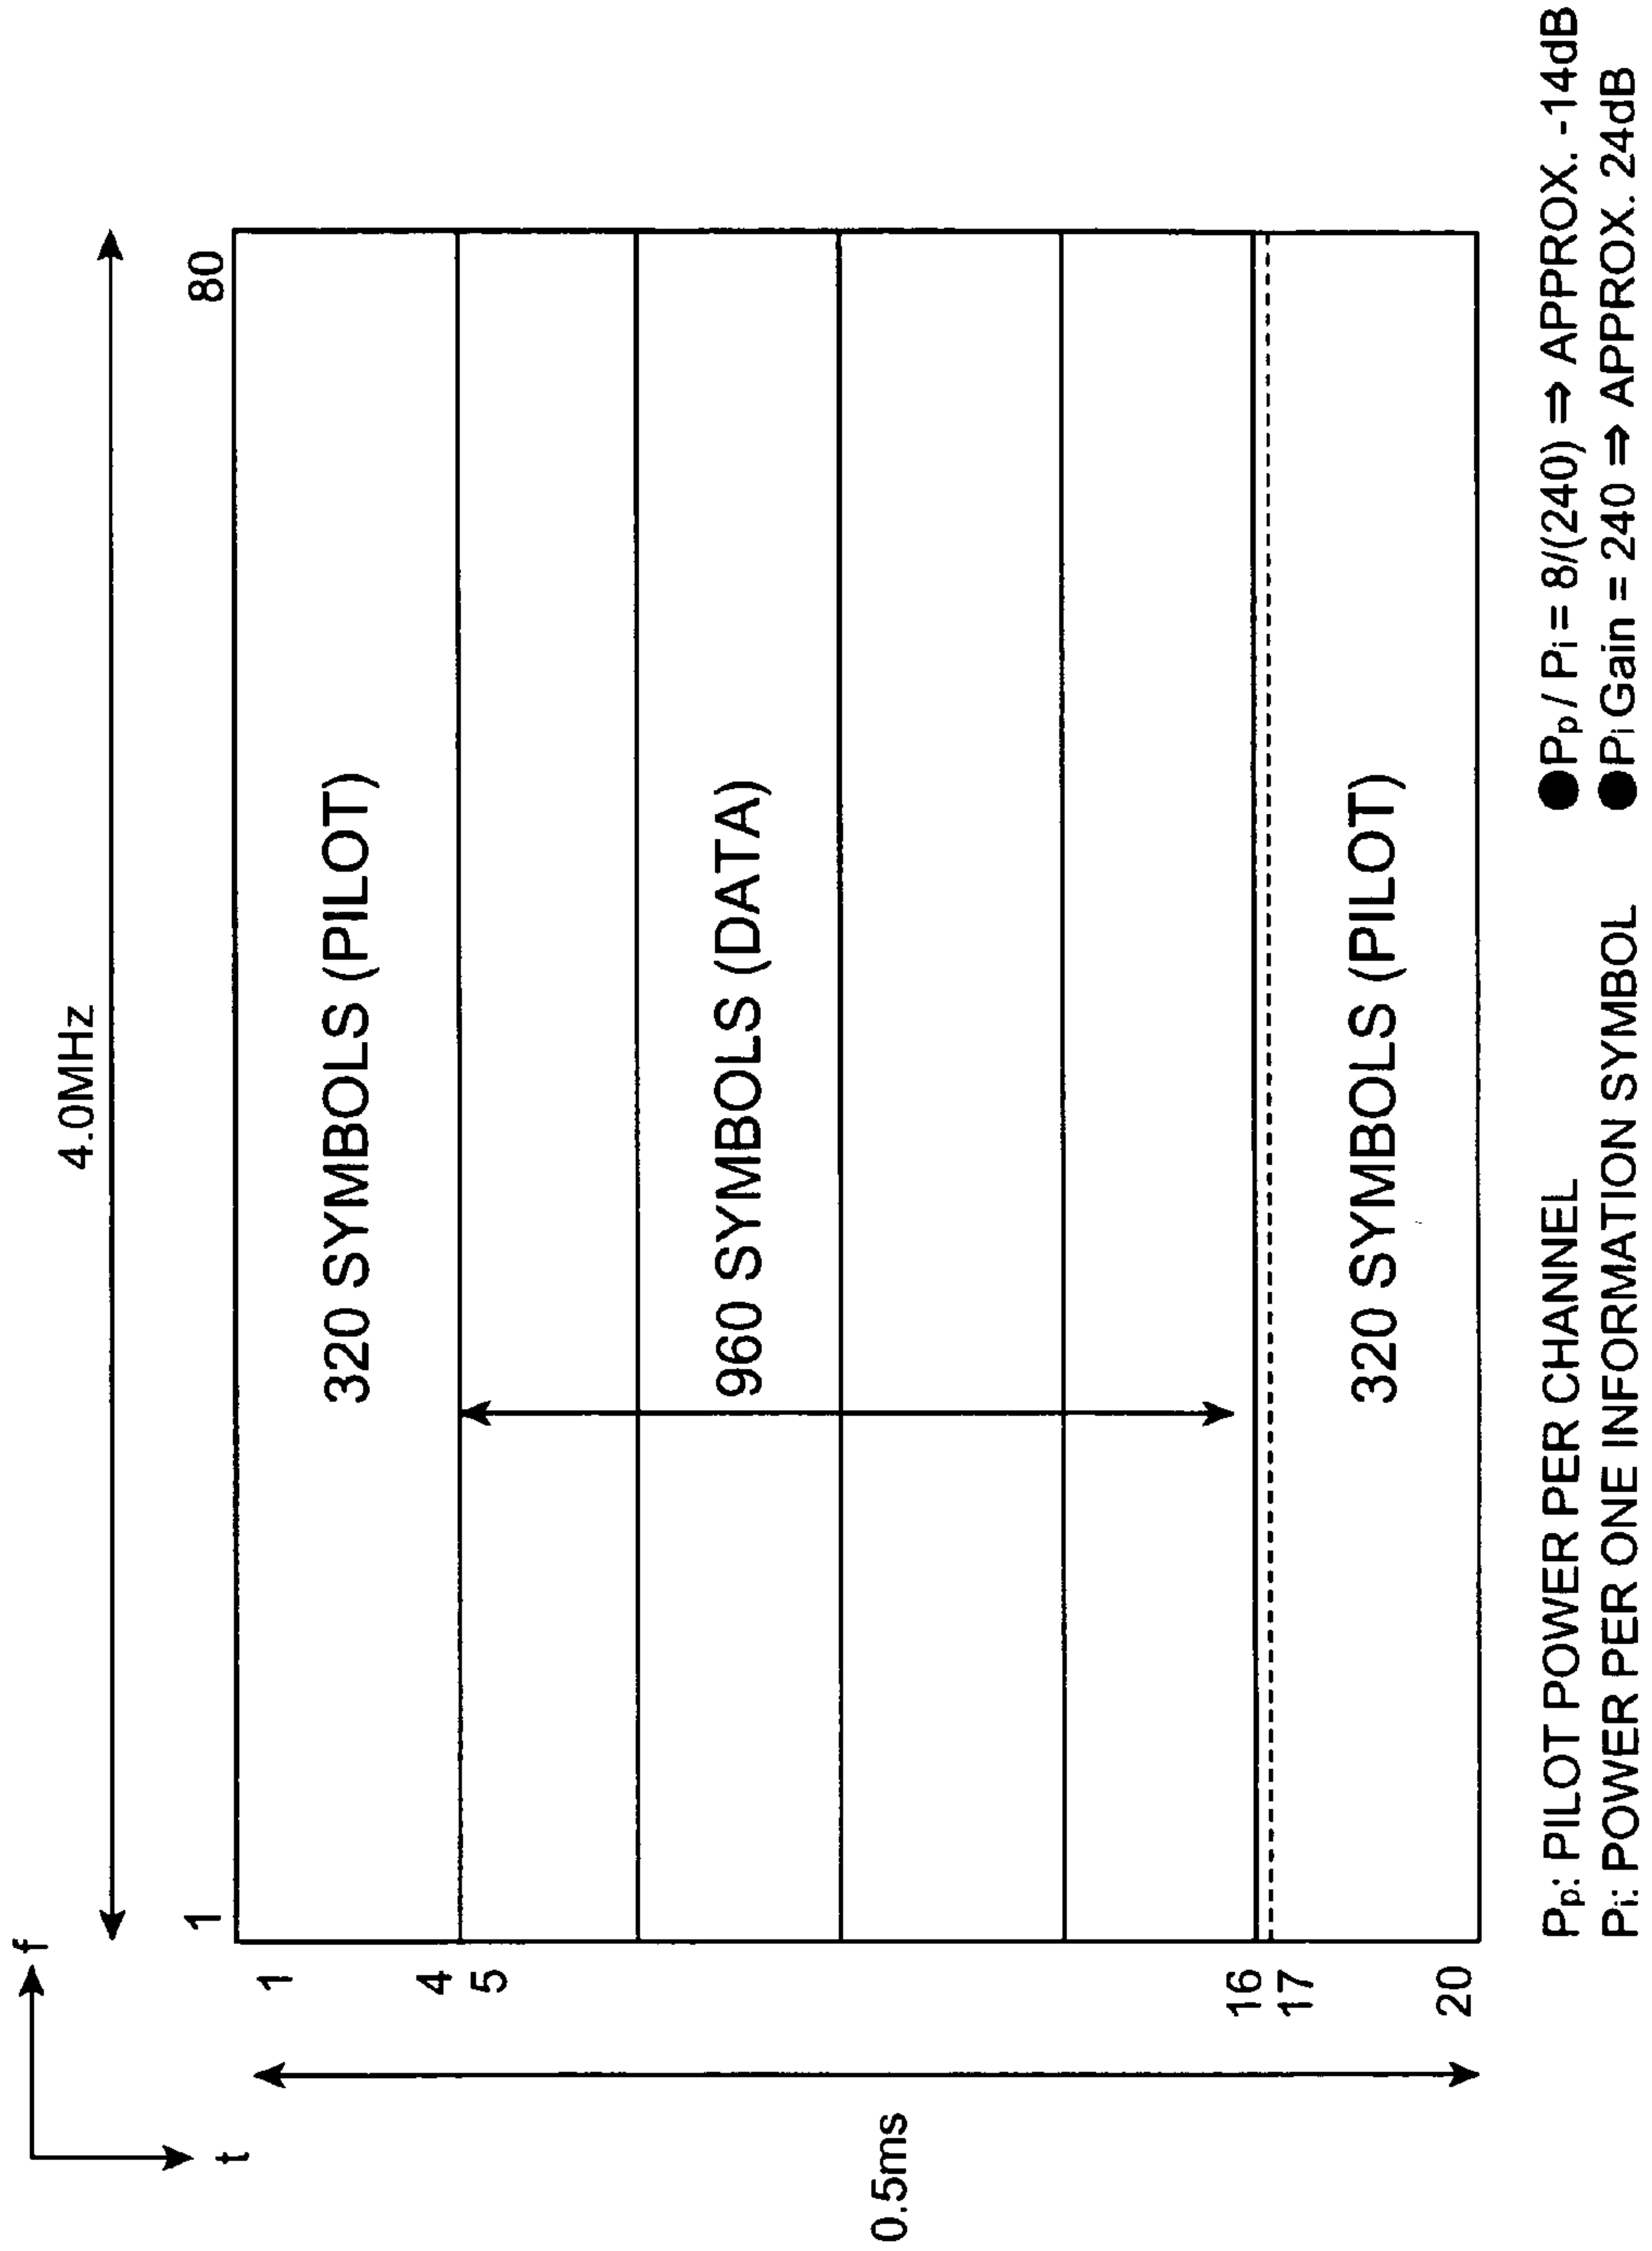 f
t
4.0MHz
1
80
1
4
5
16
17
20
0.5ms
320 SYMBOLS (PILOT)
960 SYMBOLS (DATA)
320 SYMBOLS (PILOT)
Pp: PILOT POWER PER CHANNEL
●Pp / Pi = 8/(240) ⇒ APPROX. -14dB
Pi: POWER PER ONE INFORMATION SYMBOL
●Pi Gain = 240 ⇒ APPROX. 24dB